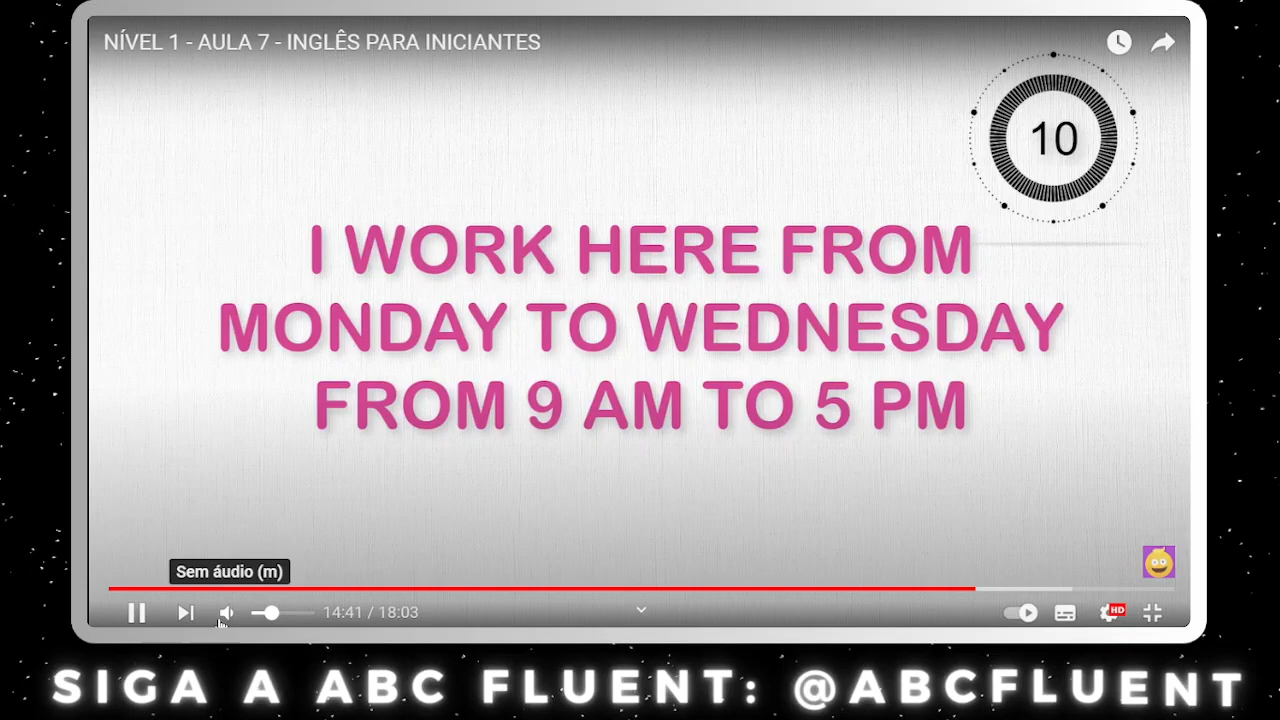 NÍVEL 1 - AULA 7 - INGLÊS PARA INICIANTES
10
I WORK HERE FROM
MONDAY TO WEDNESDAY
FROM 9 AM TO 5 PM
Sem áudio (m)
14:41 / 18:03
HD
SIGA A ABC FLUENT: @ABCFLUENT